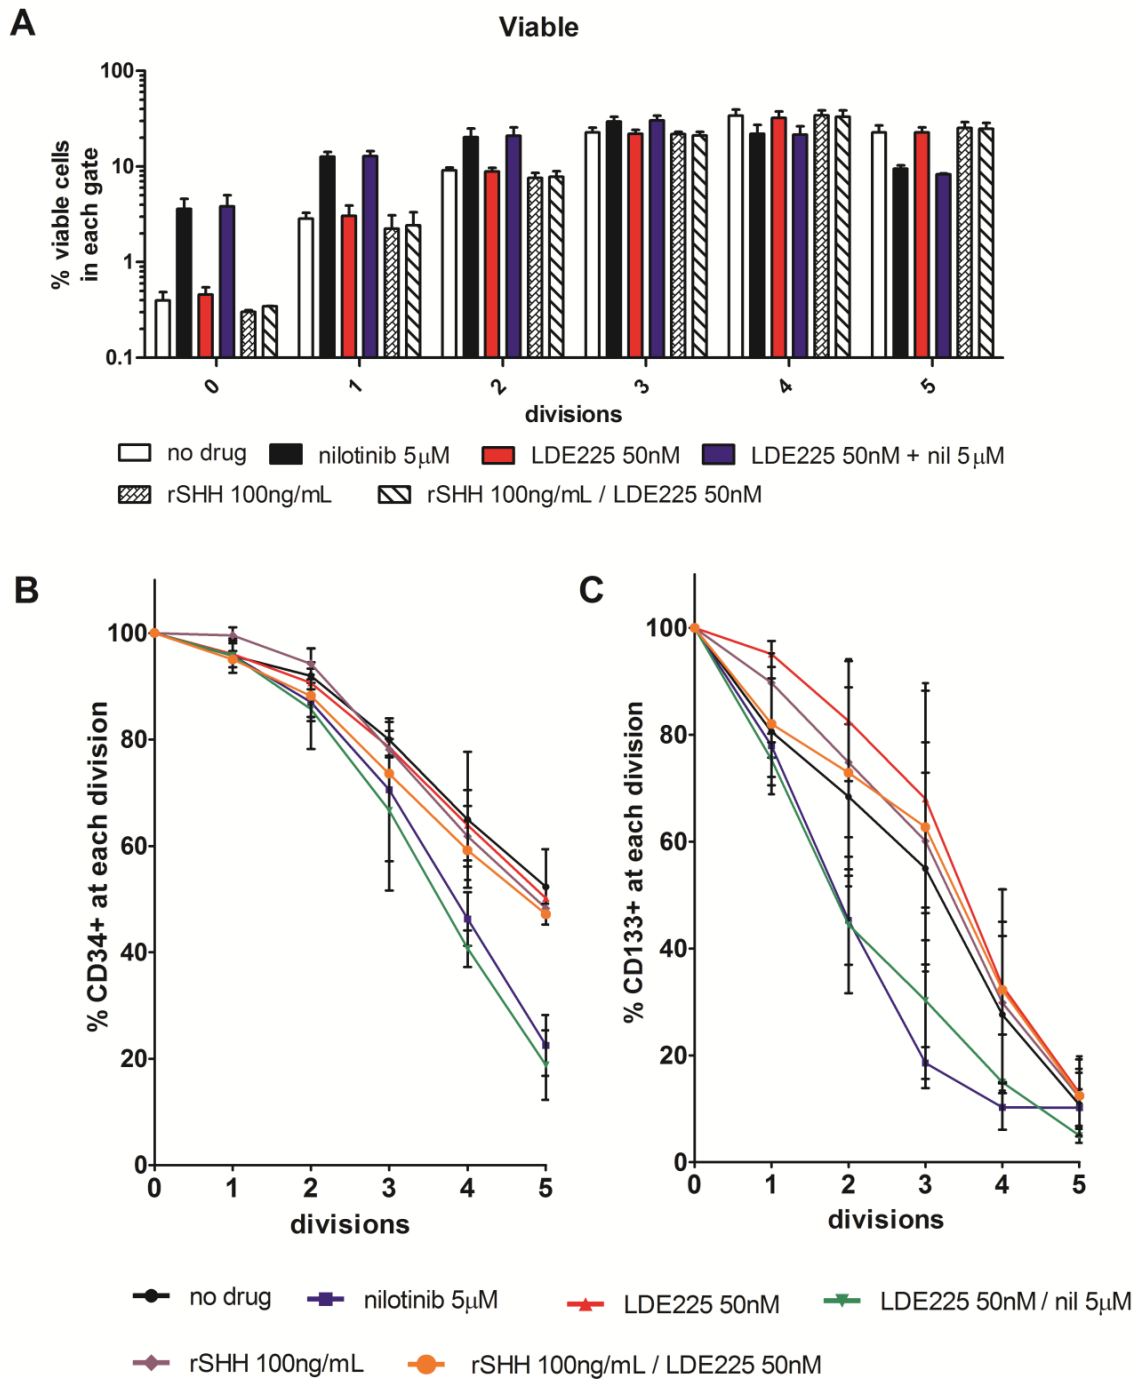 A
Viable
% viable cells
in each gate
100
10
1
0.1
0 1 2 3 4 5
divisions
no drug nilotinib 5µM LDE225 50nM LDE225 50nM + nil 5µM
rSHH 100ng/mL rSHH 100ng/mL / LDE225 50nM
B
% CD34+ at each division
100
80
60
40
20
0
0 1 2 3 4 5
divisions
C
% CD133+ at each division
100
80
60
40
20
0
0 1 2 3 4 5
divisions
no drug nilotinib 5µM LDE225 50nM LDE225 50nM / nil 5µM
rSHH 100ng/mL rSHH 100ng/mL / LDE225 50nM